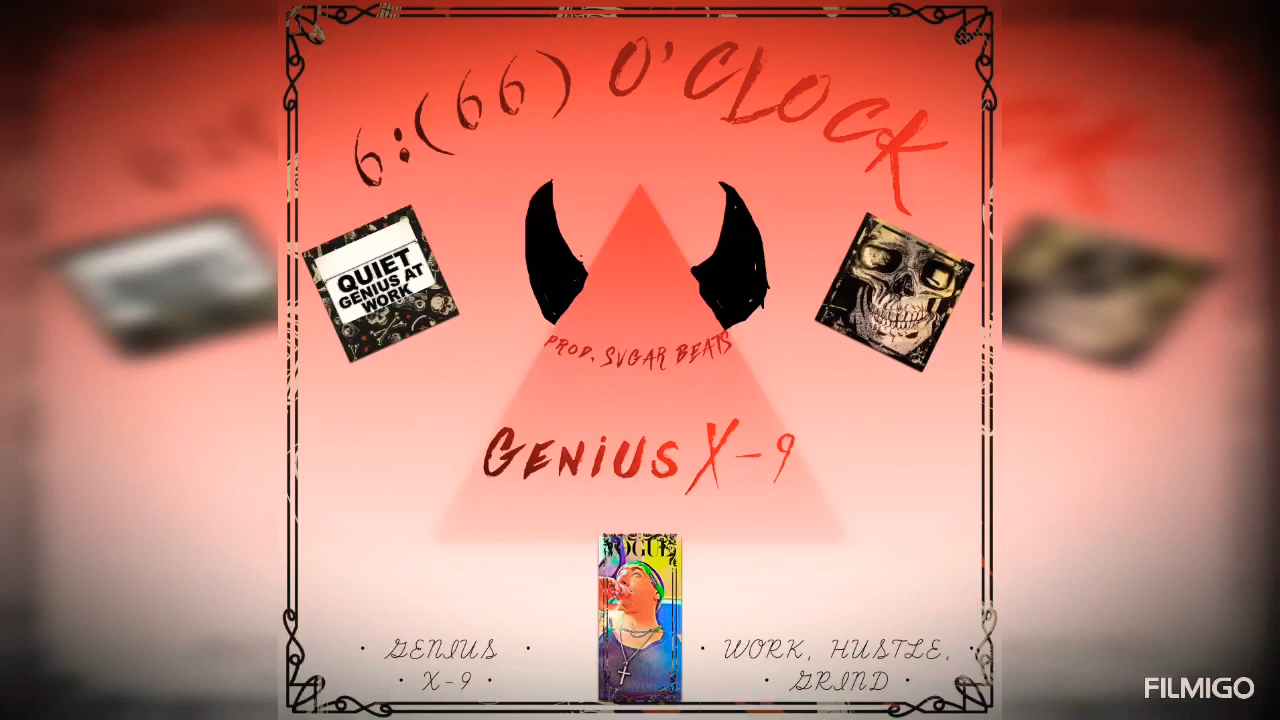 6:(66) O'CLOCK
QUIET
GENIUS AT
WORK
PROD. SVGAR BEATS
GENiUS X-9
VOGUE
· GENIUS ·
· X-9 ·
· WORK, HUSTLE, ·
· GRIND ·
FILMIGO